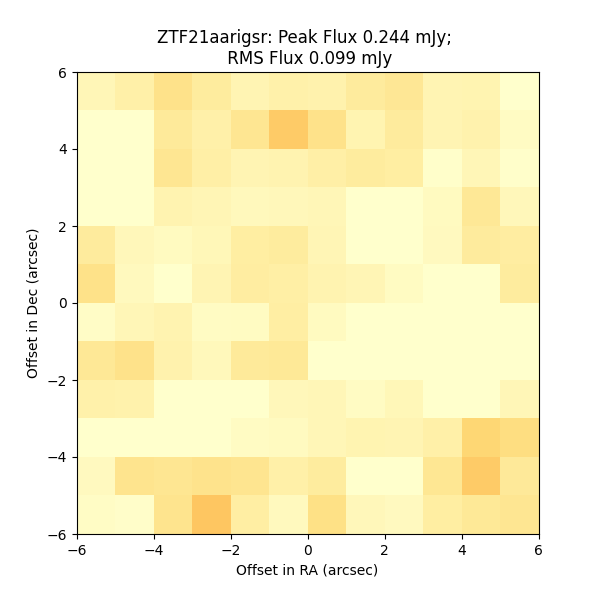 ZTF21aarigsr: Peak Flux 0.244 mJy;
RMS Flux 0.099 mJy
6
4
2
0
−2
−4
−6
Offset in Dec (arcsec)
−6 −4 −2 0 2 4 6
Offset in RA (arcsec)